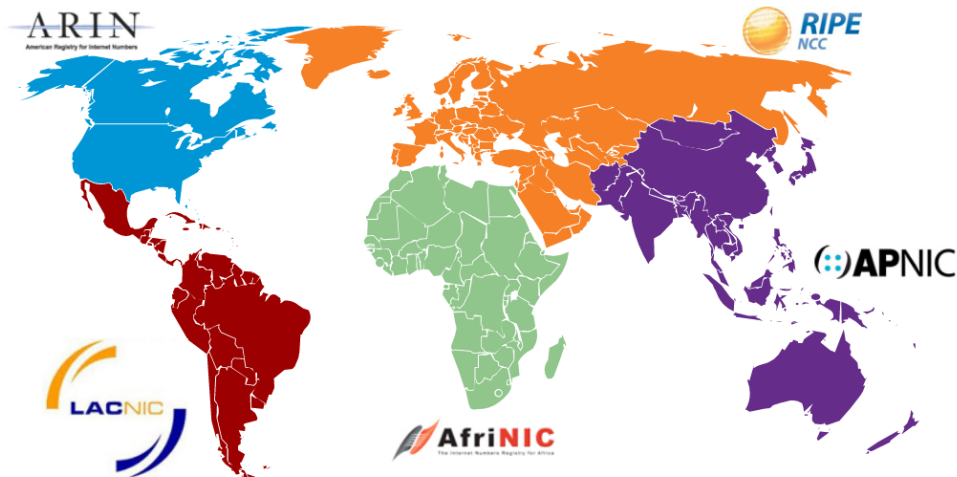 ARIN
American Registry for Internet Numbers
RIPE
NCC
APNIC
LACNIC
AfriNIC
The Internet Numbers Registry for Africa